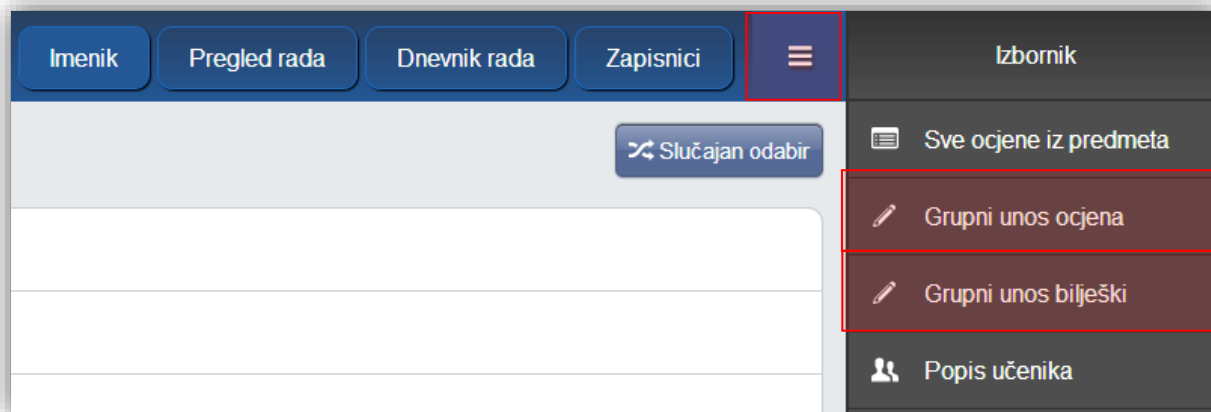 Imenik
Pregled rada
Dnevnik rada
Zapisnici
Izbornik
Slučajan odabir
Sve ocjene iz predmeta
Grupni unos ocjena
Grupni unos bilješki
Popis učenika